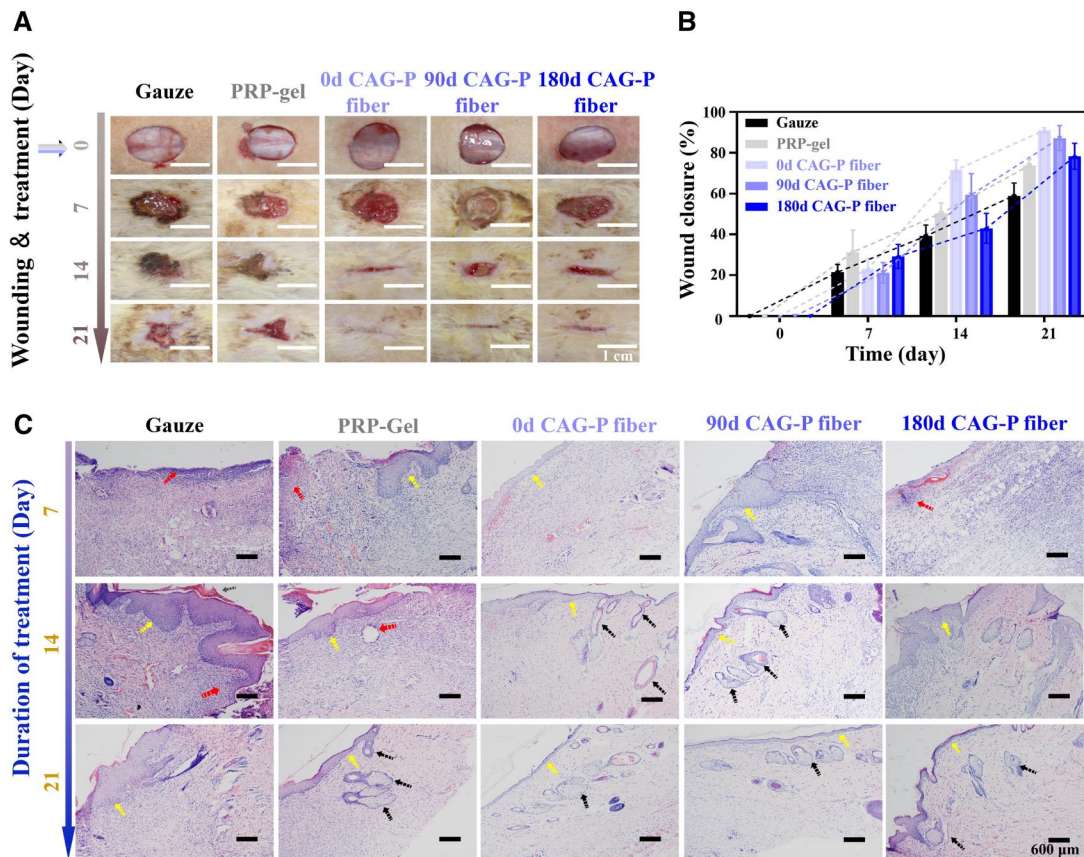 A
Wounding & treatment (Day)
Gauze
PRP-gel
0d CAG-P
fiber
90d CAG-P
fiber
180d CAG-P
fiber
0
7
14
21
1 cm
B
Wound closure (%)
100
80
60
40
20
0
Gauze
PRP-gel
0d CAG-P fiber
90d CAG-P fiber
180d CAG-P fiber
0
7
14
21
Time (day)
C
Duration of treatment (Day)
Gauze
PRP-Gel
0d CAG-P fiber
90d CAG-P fiber
180d CAG-P fiber
7
14
21
600 μm